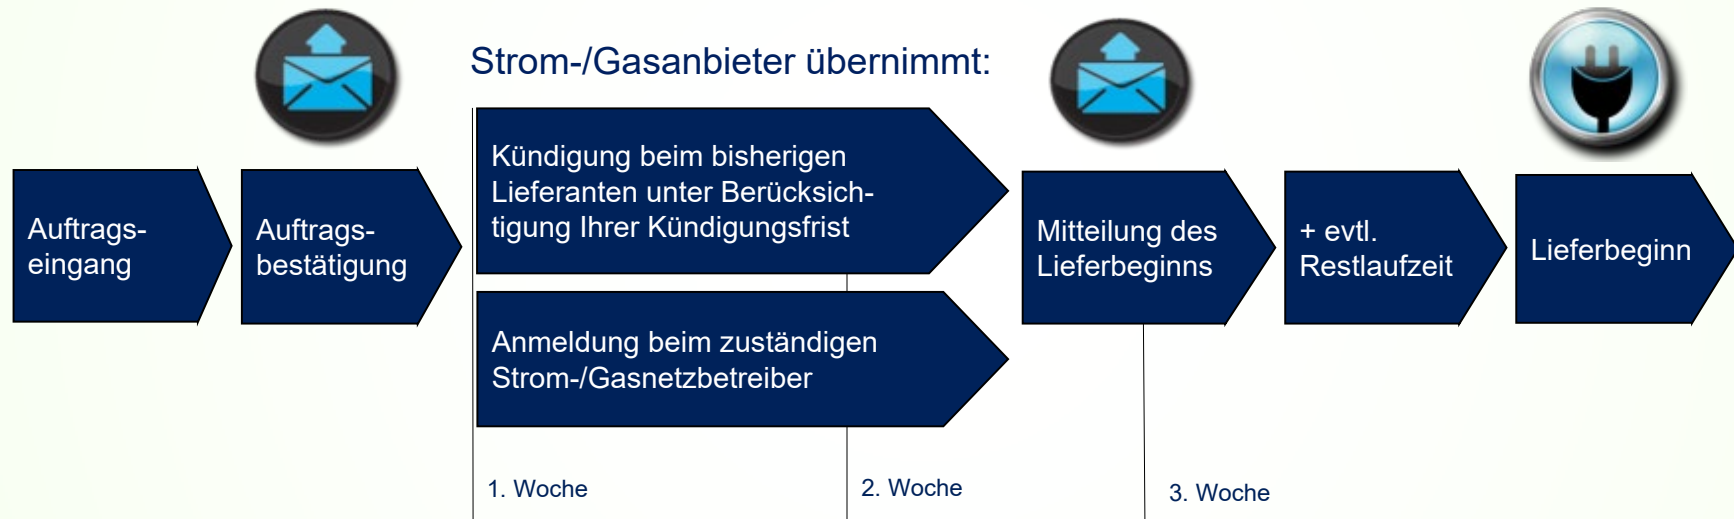 Strom-/Gasanbieter übernimmt:
Auftrags-
eingang
Auftrags-
bestätigung
Kündigung beim bisherigen
Lieferanten unter Berücksich-
tigung Ihrer Kündigungsfrist
Anmeldung beim zuständigen
Strom-/Gasnetzbetreiber
Mitteilung des
Lieferbeginns
+ evtl.
Restlaufzeit
Lieferbeginn
1. Woche
2. Woche
3. Woche